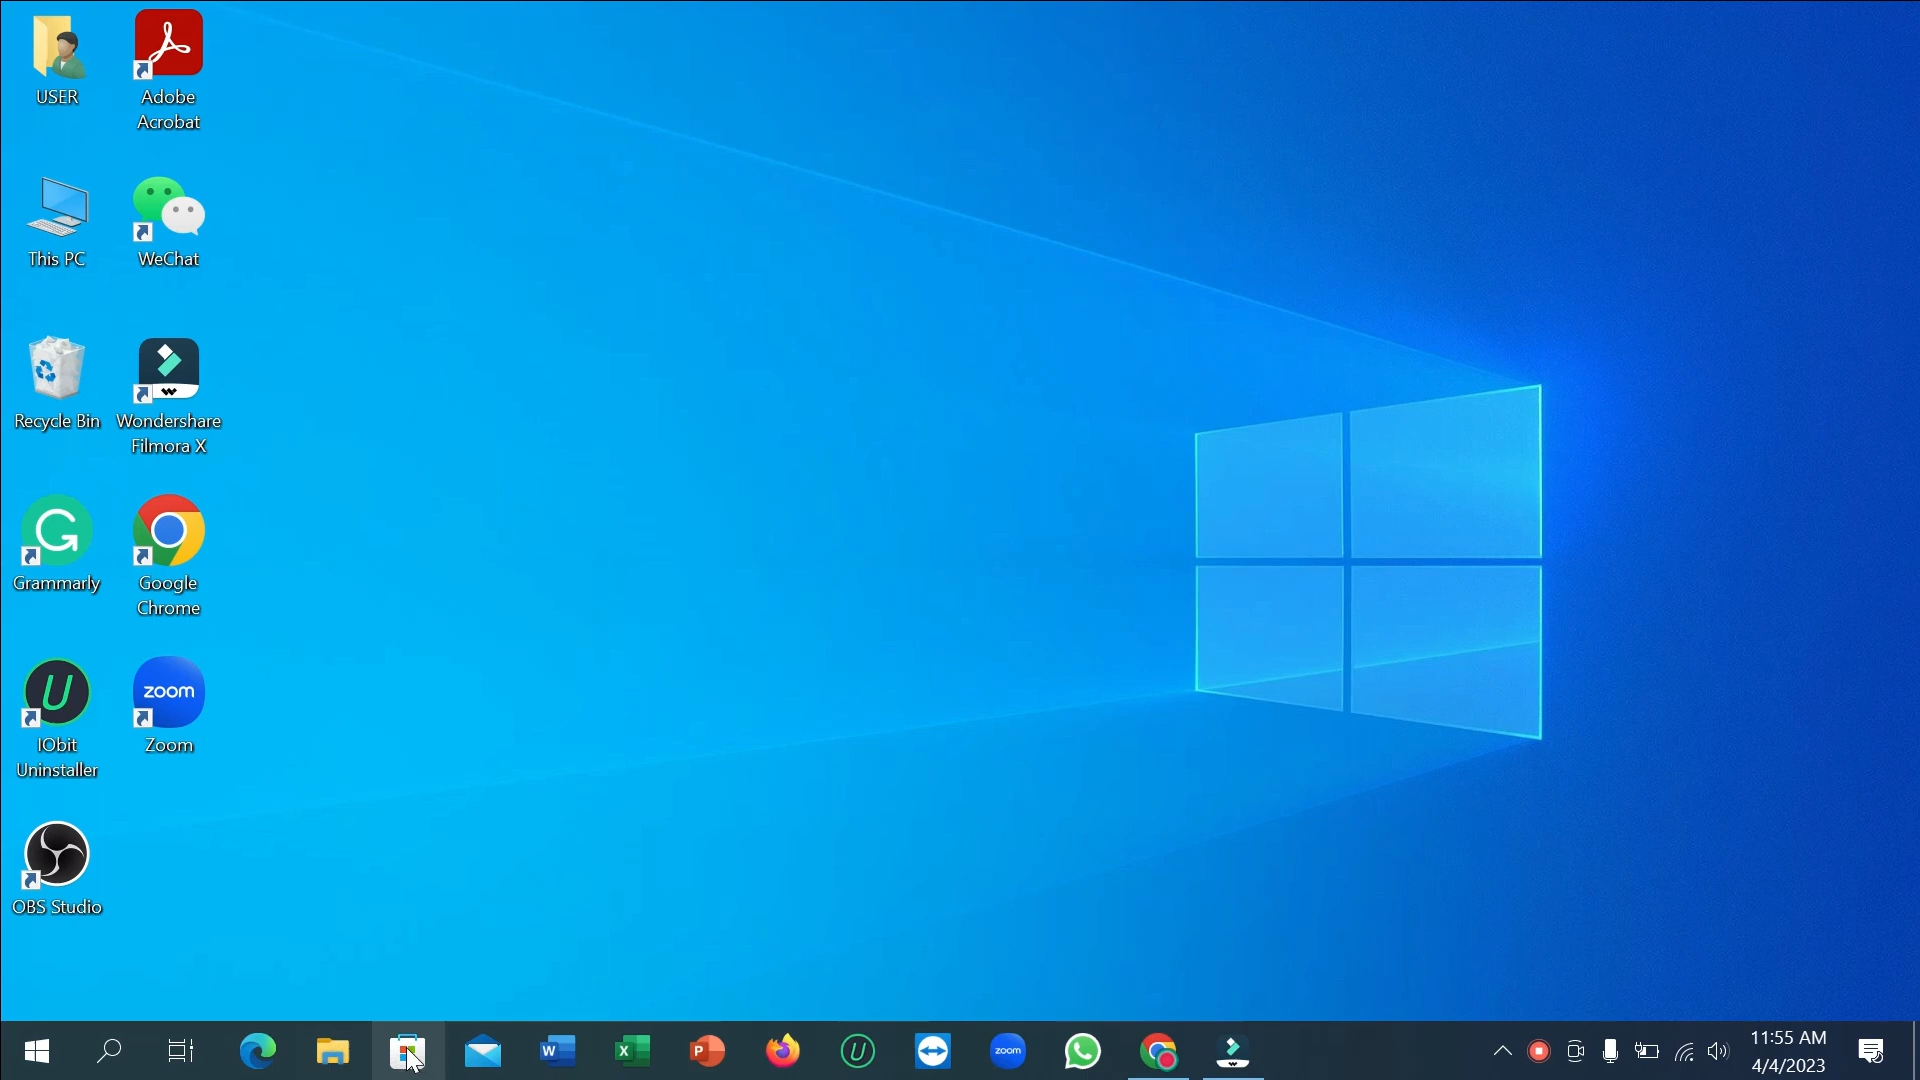 USER
Adobe
Acrobat
This PC
WeChat
Recycle Bin
Wondershare
Filmora X
Grammarly
Google
Chrome
IObit
Uninstaller
zoom
Zoom
OBS Studio
W
X
P
zoom
11:55 AM
4/4/2023